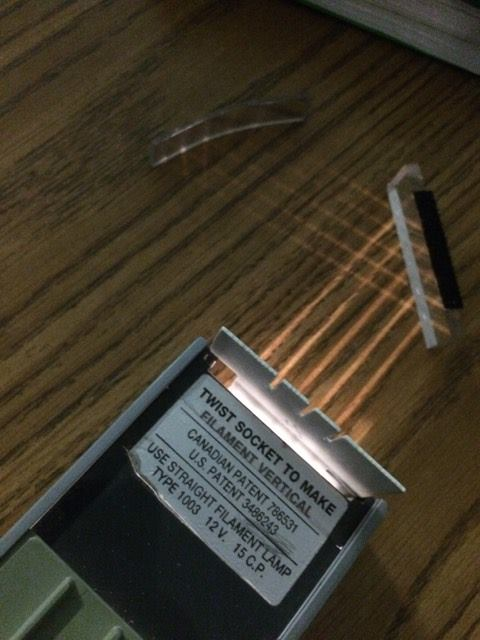 TWIST SOCKET TO MAKE
FILAMENT VERTICAL
CANADIAN PATENT 786531
U.S. PATENT 3486243
USE STRAIGHT FILAMENT LAMP
TYPE 1003 12 V. 15 C.P.